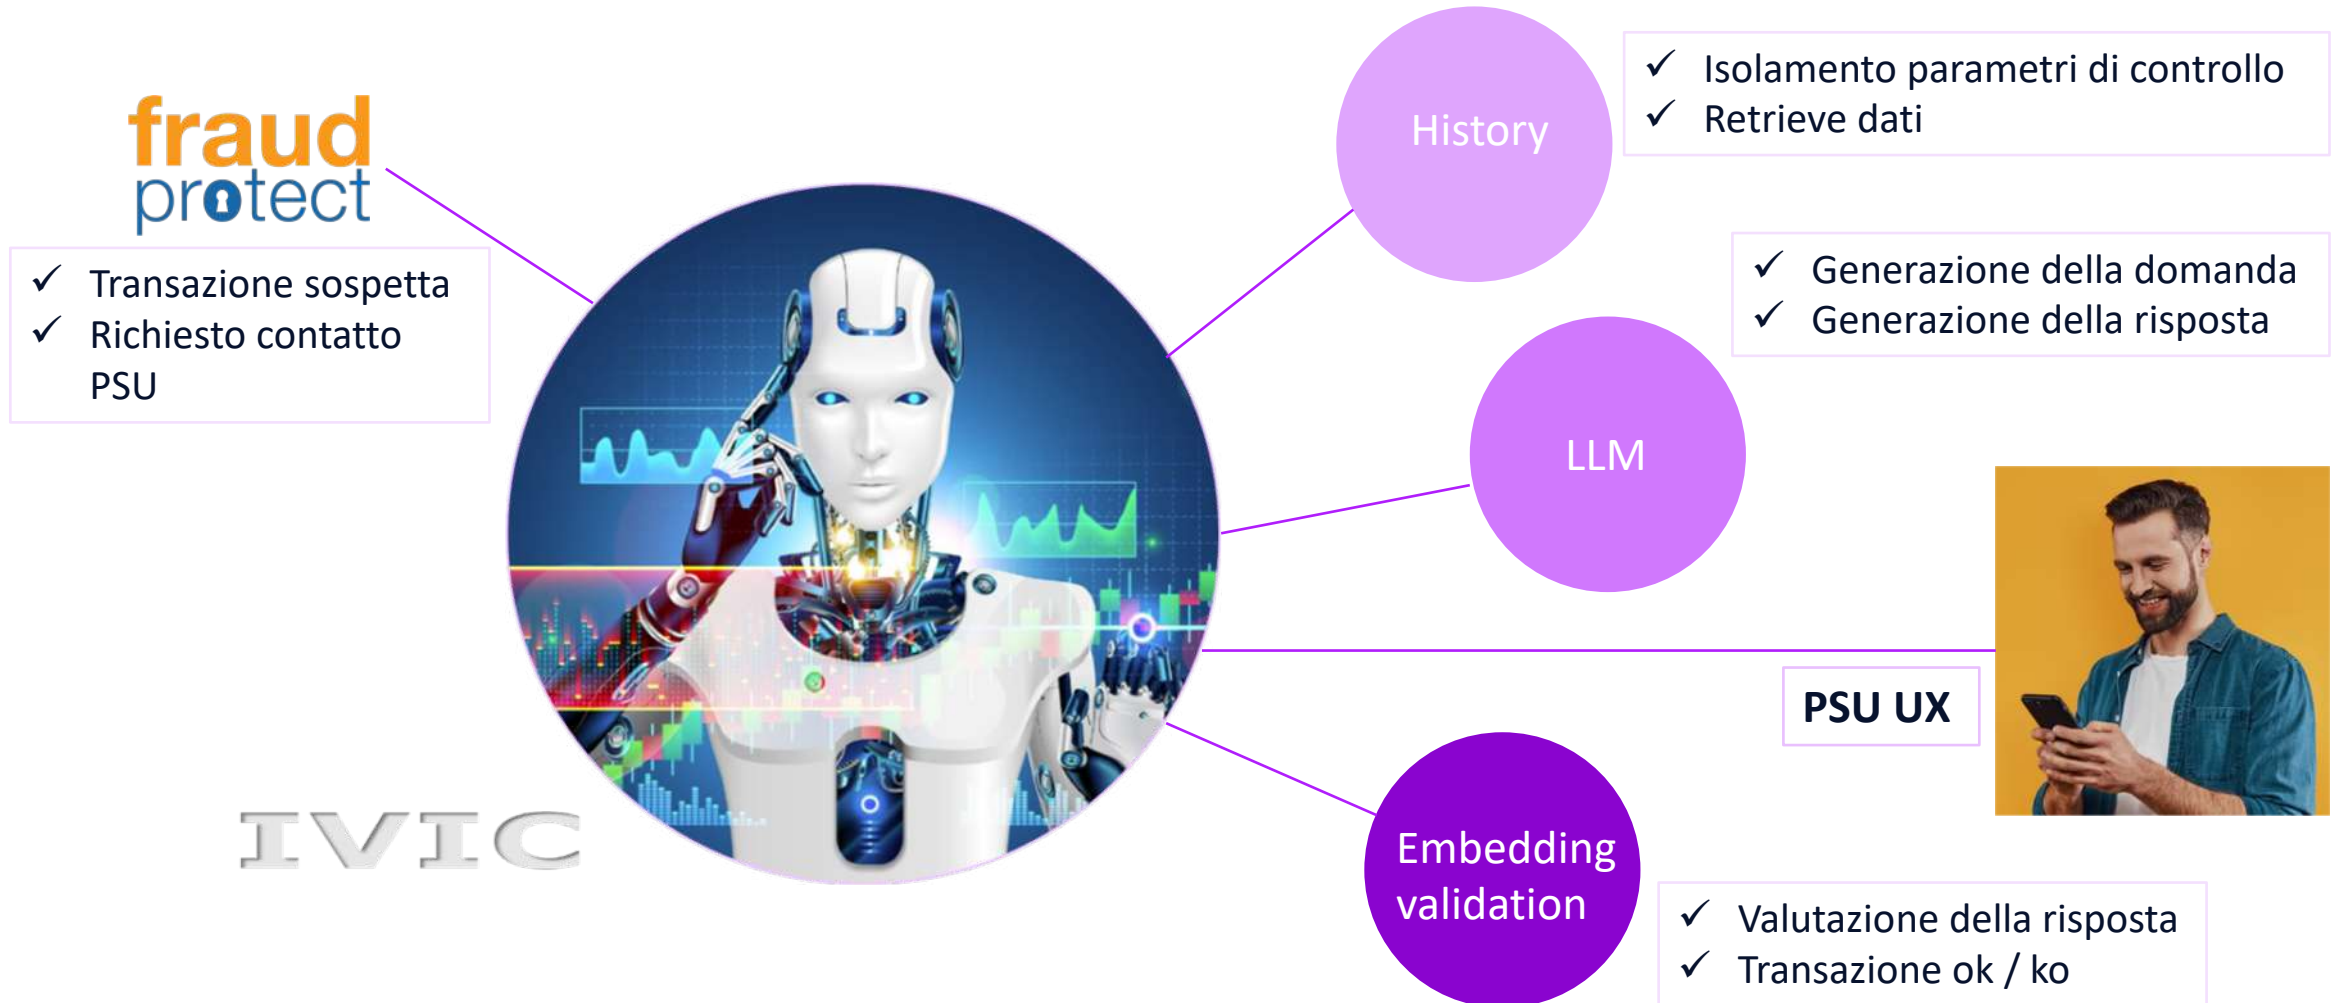 fraud
protect
✓ Transazione sospetta
✓ Richiesto contatto
PSU
History
✓ Isolamento parametri di controllo
✓ Retrieve dati
✓ Generazione della domanda
✓ Generazione della risposta
LLM
PSU UX
IVIC
Embedding
validation
✓ Valutazione della risposta
✓ Transazione ok / ko